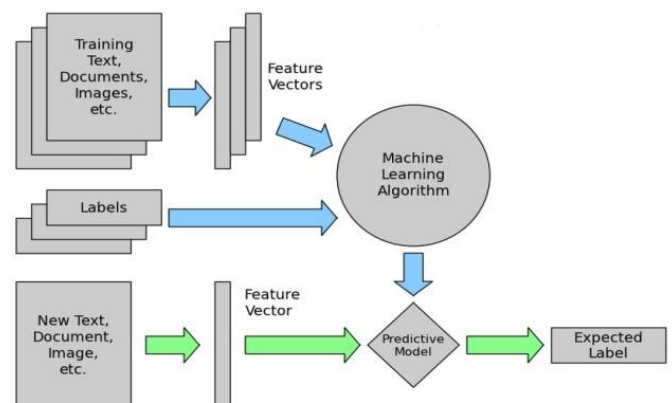 Training
Text,
Documents,
Images,
etc.
Feature
Vectors
Machine
Learning
Algorithm
Labels
New Text,
Document,
Image,
etc.
Feature
Vector
Predictive
Model
Expected
Label